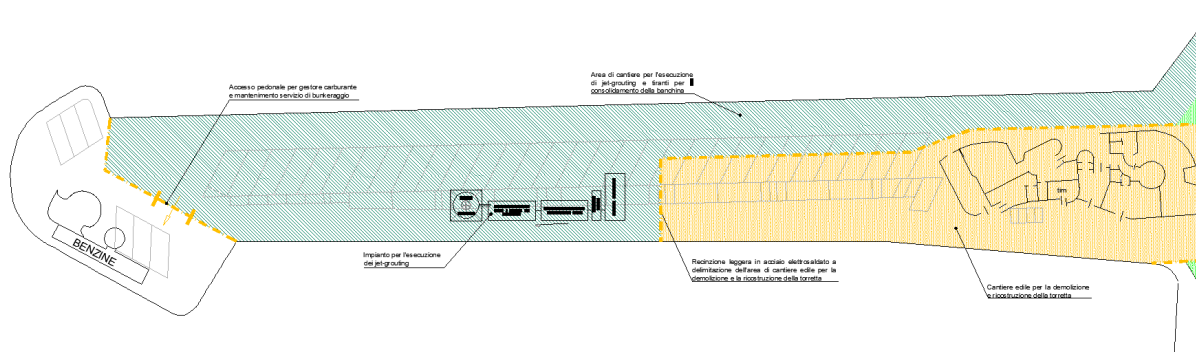 Area di cantiere per l'esecuzione
di jet-grouting e tiranti per il
consolidamento della banchina
Accesso pedonale per gestore carburante
e mantenimento servizio di bunkeraggio
tim
BENZINE
Impianto per l'esecuzione
dei jet-grouting
Recinzione leggera in acciaio elettrosaldato a
delimitazione dell'area di cantiere edile per la
demolizione e la ricostruzione della torretta
Cantiere edile per la demolizione
e ricostruzione della torretta